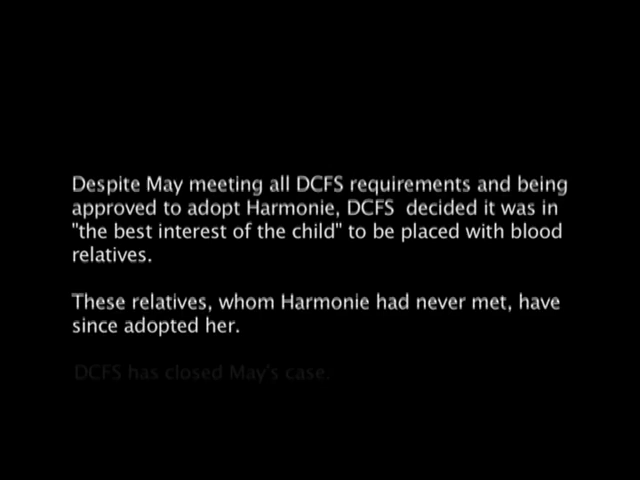 Despite May meeting all DCFS requirements and being
approved to adopt Harmonie, DCFS  decided it was in
"the best interest of the child" to be placed with blood
relatives.
These relatives, whom Harmonie had never met, have
since adopted her.
DCFS has closed May's case.